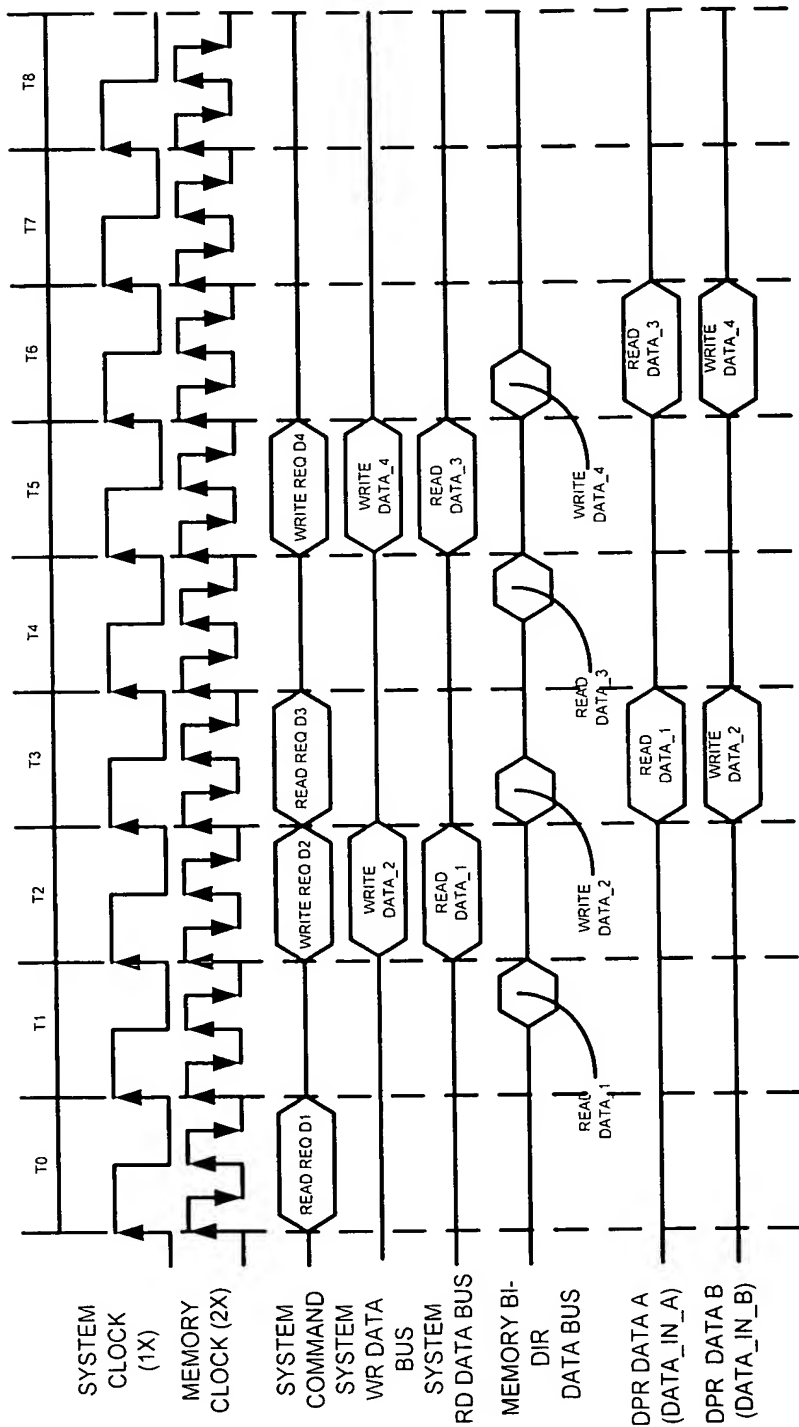 T0 T1 T2 T3 T4 T5 T6 T7 T8
SYSTEM
CLOCK
(1X)
MEMORY
CLOCK (2X)
SYSTEM
COMMAND
READ REQ D1
WRITE REQ D2
READ REQ D3
WRITE REQ D4
SYSTEM
WR DATA
BUS
WRITE
DATA_2
WRITE
DATA_4
SYSTEM
RD DATA BUS
READ
DATA_1
READ
DATA_3
MEMORY BI-
DIR
DATA BUS
READ
DATA_1
WRITE
DATA_2
READ
DATA_3
WRITE
DATA_4
DPR DATA A
(DATA_IN_A)
READ
DATA_1
READ
DATA_3
DPR DATA B
(DATA_IN_B)
WRITE
DATA_2
WRITE
DATA_4